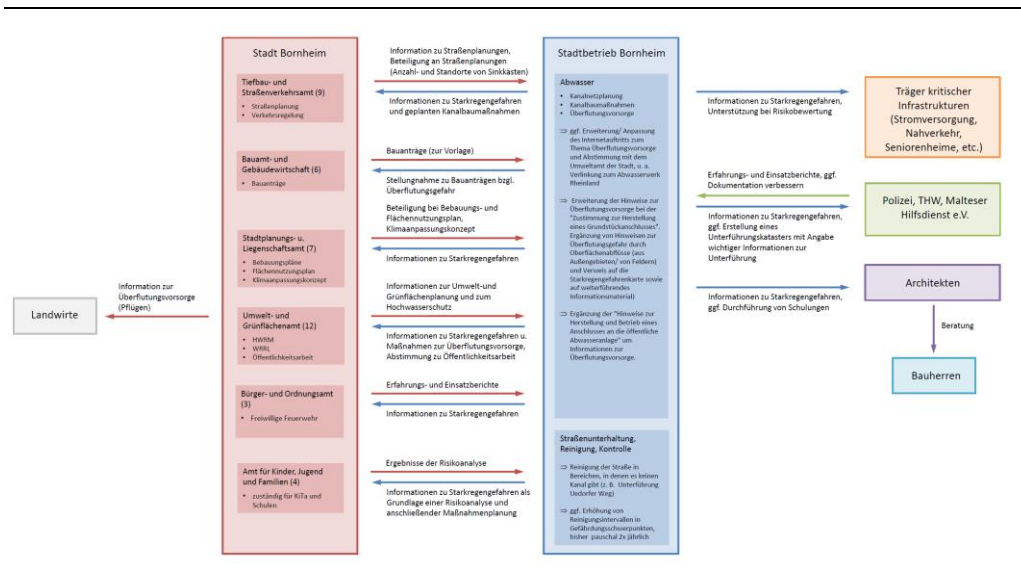 Stadt Bornheim
Tiefbau- und
Straßenverkehrsamt (9)
• Straßenplanung
• Verkehrsregelung
Bauamt- und
Gebäudewirtschaft (6)
• Bauanträge
Stadtplanungs- u.
Liegenschaftsamt (7)
• Bebauungspläne
• Flächennutzungsplan
• Klimaanpassungskonzept
Umwelt- und
Grünflächenamt (12)
• HWRM
• WRRL
• Öffentlichkeitsarbeit
Bürger- und Ordnungsamt
(3)
• Freiwillige Feuerwehr
Amt für Kinder, Jugend
und Familien (4)
• zuständig für KiTa und
Schulen
Landwirte
Information zur
Überflutungsvorsorge
(Pflügen)
Information zu Straßenplanungen,
Beteiligung an Straßenplanungen
(Anzahl- und Standorte von Sinkkästen)
Informationen zu Starkregengefahren
und geplanten Kanalbaumaßnahmen
Bauanträge (zur Vorlage)
Stellungnahme zu Bauanträgen bzgl.
Überflutungsgefahr
Beteiligung bei Bebauungs- und
Flächennutzungsplan,
Klimaanpassungskonzept
Informationen zu Starkregengefahren
Informationen zur Umwelt-und
Grünflächenplanung und zum
Hochwasserschutz
Informationen zu Starkregengefahren u.
Maßnahmen zur Überflutungsvorsorge,
Abstimmung zu Öffentlichkeitsarbeit
Erfahrungs- und Einsatzberichte
Informationen zu Starkregengefahren
Ergebnisse der Risikoanalyse
Informationen zu Starkregengefahren als
Grundlage einer Risikoanalyse und
anschließender Maßnahmenplanung
Stadtbetrieb Bornheim
Abwasser
• Kanalnetzplanung
• Kanalbaumaßnahmen
• Überflutungsvorsorge
⇒ ggf. Erweiterung/ Anpassung
des Internetauftritts zum
Thema Überflutungsvorsorge
und Abstimmung mit dem
Umweltamt der Stadt, u. a.
Verlinkung zum Abwasserwerk
Rheinland
⇒ Erweiterung der Hinweise zur
Überflutungsvorsorge bei der
"Zustimmung zur Herstellung
eines Grundstückanschlusses".
Ergänzung von Hinweisen zur
Überflutungsgefahr durch
Oberflächenabflüsse (aus
Außengebieten/ von Feldern)
und Verweis auf die
Starkregengefahrenkarte sowie
auf weiterführendes
Informationsmaterial)
⇒ Ergänzung der "Hinweise zur
Herstellung und Betrieb eines
Anschlusses an die öffentliche
Abwasseranlage" um
Informationen zur
Überflutungsvorsorge.
Straßenunterhaltung,
Reinigung, Kontrolle
⇒ Reinigung der Straße in
Bereichen, in denen es keinen
Kanal gibt (z. B. Unterführung
Uedorfer Weg)
⇒ ggf. Erhöhung von
Reinigungsintervallen in
Gefährdungsschwerpunkten,
bisher pauschal 2x jährlich
Informationen zu Starkregengefahren,
Unterstützung bei Risikobewertung
Träger kritischer
Infrastrukturen
(Stromversorgung,
Nahverkehr,
Seniorenheime, etc.)
Erfahrungs- und Einsatzberichte, ggf.
Dokumentation verbessern
Informationen zu Starkregengefahren,
ggf. Erstellung eines
Unterführungskatasters mit Angabe
wichtiger Informationen zur
Unterführung
Polizei, THW, Malteser
Hilfsdienst e.V.
Informationen zu Starkregengefahren,
ggf. Durchführung von Schulungen
Architekten
Beratung
Bauherren